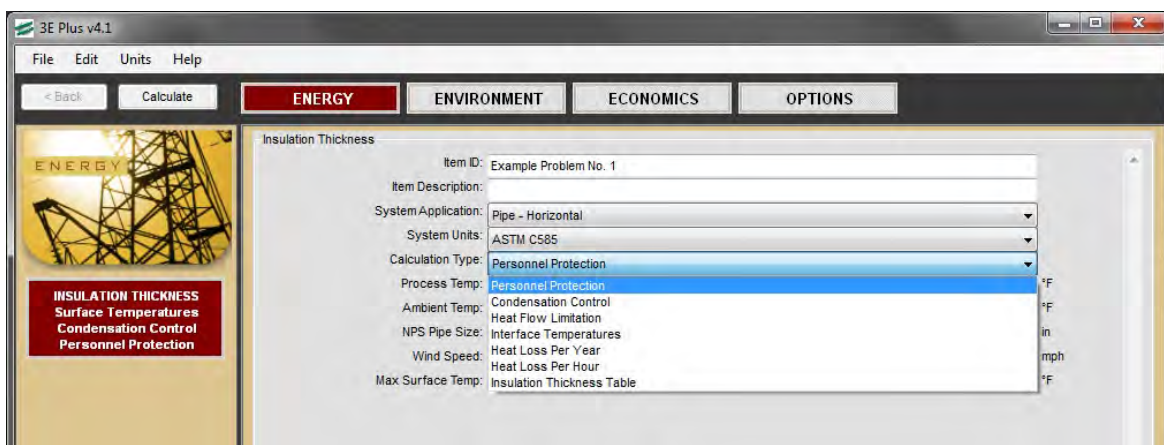 3E Plus v4.1
File Edit Units Help
< Back Calculate ENERGY ENVIRONMENT ECONOMICS OPTIONS
ENERGY
INSULATION THICKNESS
Surface Temperatures
Condensation Control
Personnel Protection
Insulation Thickness
Item ID: Example Problem No. 1
Item Description:
System Application: Pipe - Horizontal
System Units: ASTM C585
Calculation Type: Personnel Protection
Process Temp: Personnel Protection °F
Condensation Control
Ambient Temp: °F
Heat Flow Limitation
NPS Pipe Size: Interface Temperatures in
Heat Loss Per Year
Wind Speed: mph
Heat Loss Per Hour
Max Surface Temp: Insulation Thickness Table °F